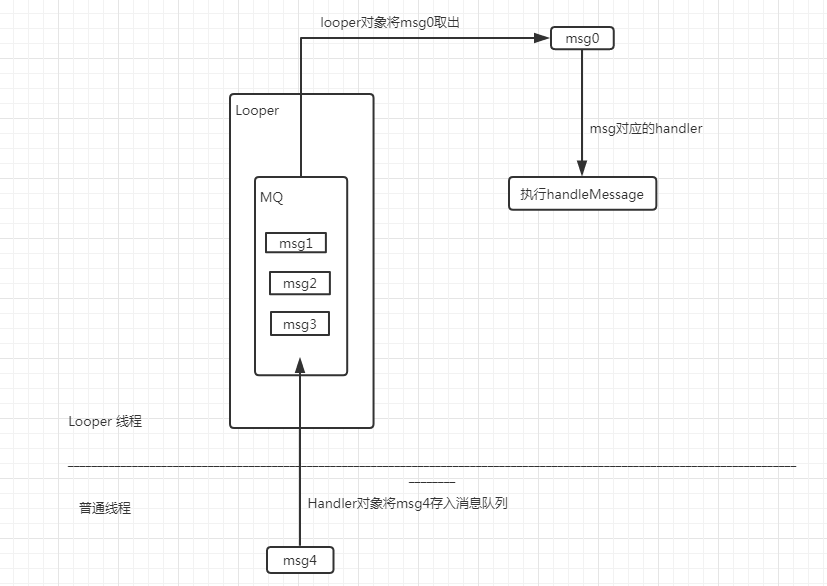 looper对象将msg0取出
msg0
Looper
msg对应的handler
MQ
执行handleMessage
msg1
msg2
msg3
Looper 线程
Handler对象将msg4存入消息队列
普通线程
msg4